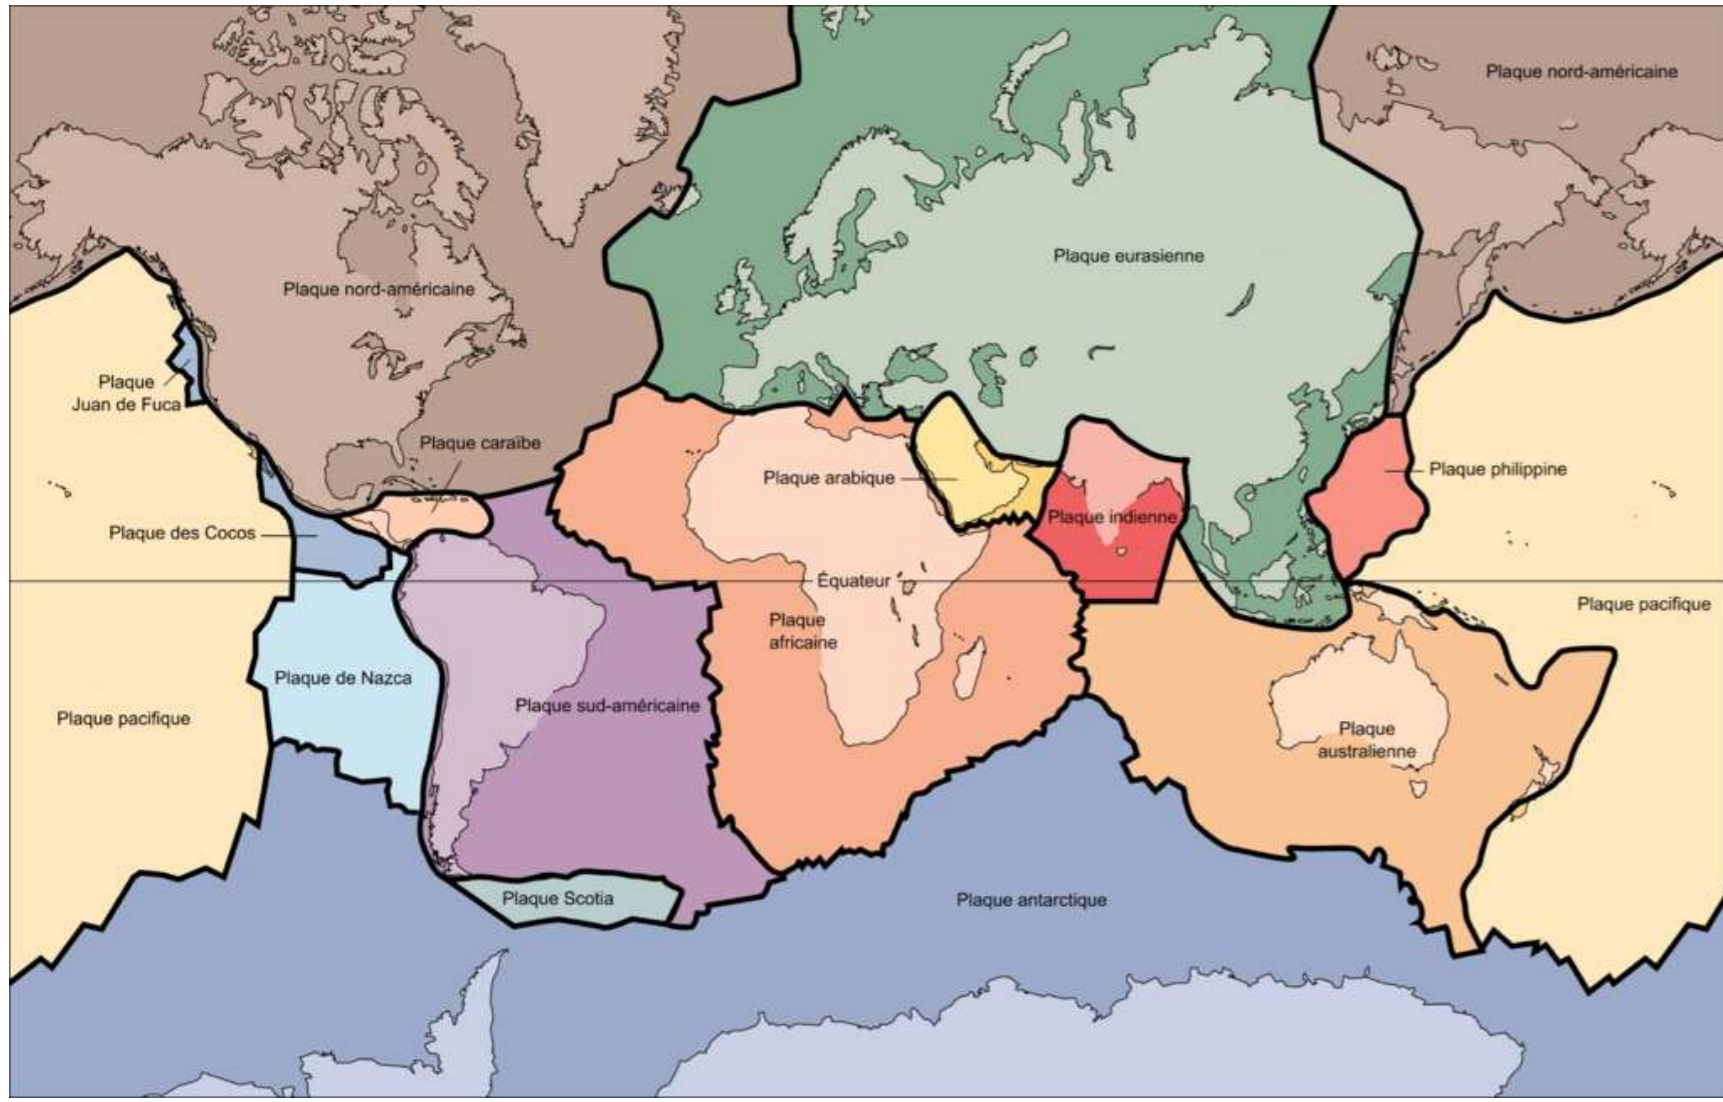 Plaque nord-américaine
Plaque eurasienne
Plaque nord-américaine
Plaque
Juan de Fuca
Plaque caraïbe
Plaque arabique
Plaque philippine
Plaque indienne
Plaque des Cocos
Équateur
Plaque pacifique
Plaque
africaine
Plaque de Nazca
Plaque sud-américaine
Plaque pacifique
Plaque
australienne
Plaque Scotia
Plaque antarctique